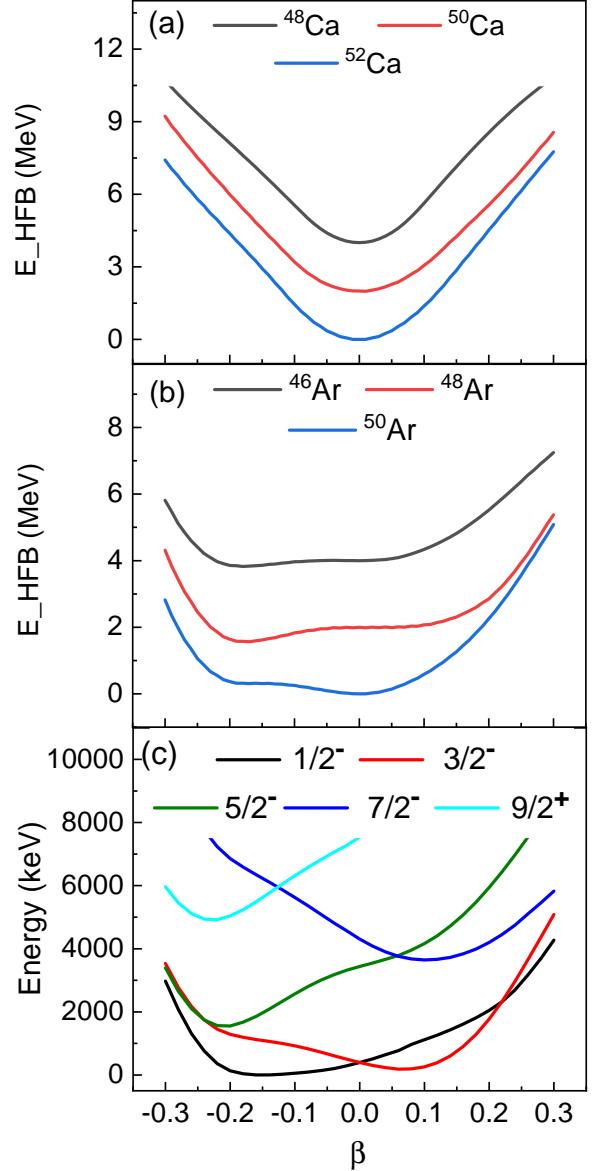 (a) ⁴⁸Ca ⁵⁰Ca
⁵²Ca
E_HFB (MeV)
12
9
6
3
0
(b) ⁴⁶Ar ⁴⁸Ar
⁵⁰Ar
E_HFB (MeV)
8
6
4
2
0
(c) 1/2⁻ 3/2⁻
5/2⁻ 7/2⁻ 9/2⁺
Energy (keV)
10000
8000
6000
4000
2000
0
-0.3 -0.2 -0.1 0.0 0.1 0.2 0.3
β